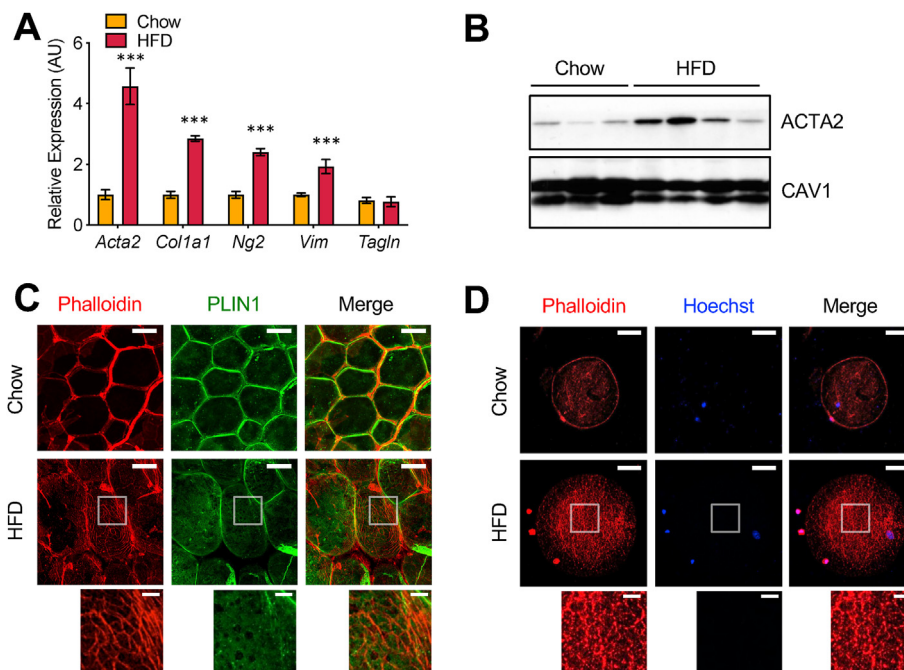 A
Chow
HFD
Relative Expression (AU)
6
4
2
0
***
***
***
***
Acta2
Col1a1
Ng2
Vim
Tagln
B
Chow
HFD
ACTA2
CAV1
C
Phalloidin
PLIN1
Merge
Chow
HFD
D
Phalloidin
Hoechst
Merge
Chow
HFD